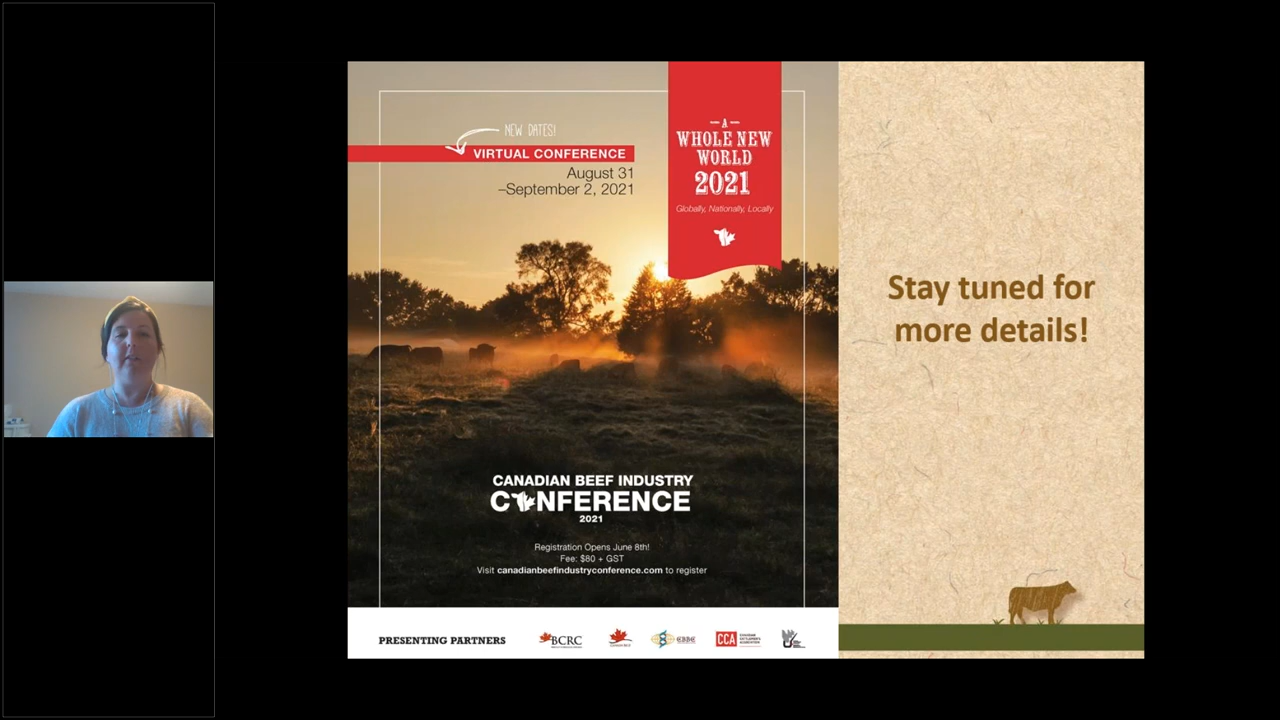 NEW DATES!
VIRTUAL CONFERENCE
August 31
–September 2, 2021
A
WHOLE NEW
WORLD
2021
Globally, Nationally, Locally
Stay tuned for
more details!
CANADIAN BEEF INDUSTRY
CONFERENCE
2021
Registration Opens June 8th!
Fee: $80 + GST
Visit canadianbeefindustryconference.com to register
PRESENTING PARTNERS
BCRC
CCA